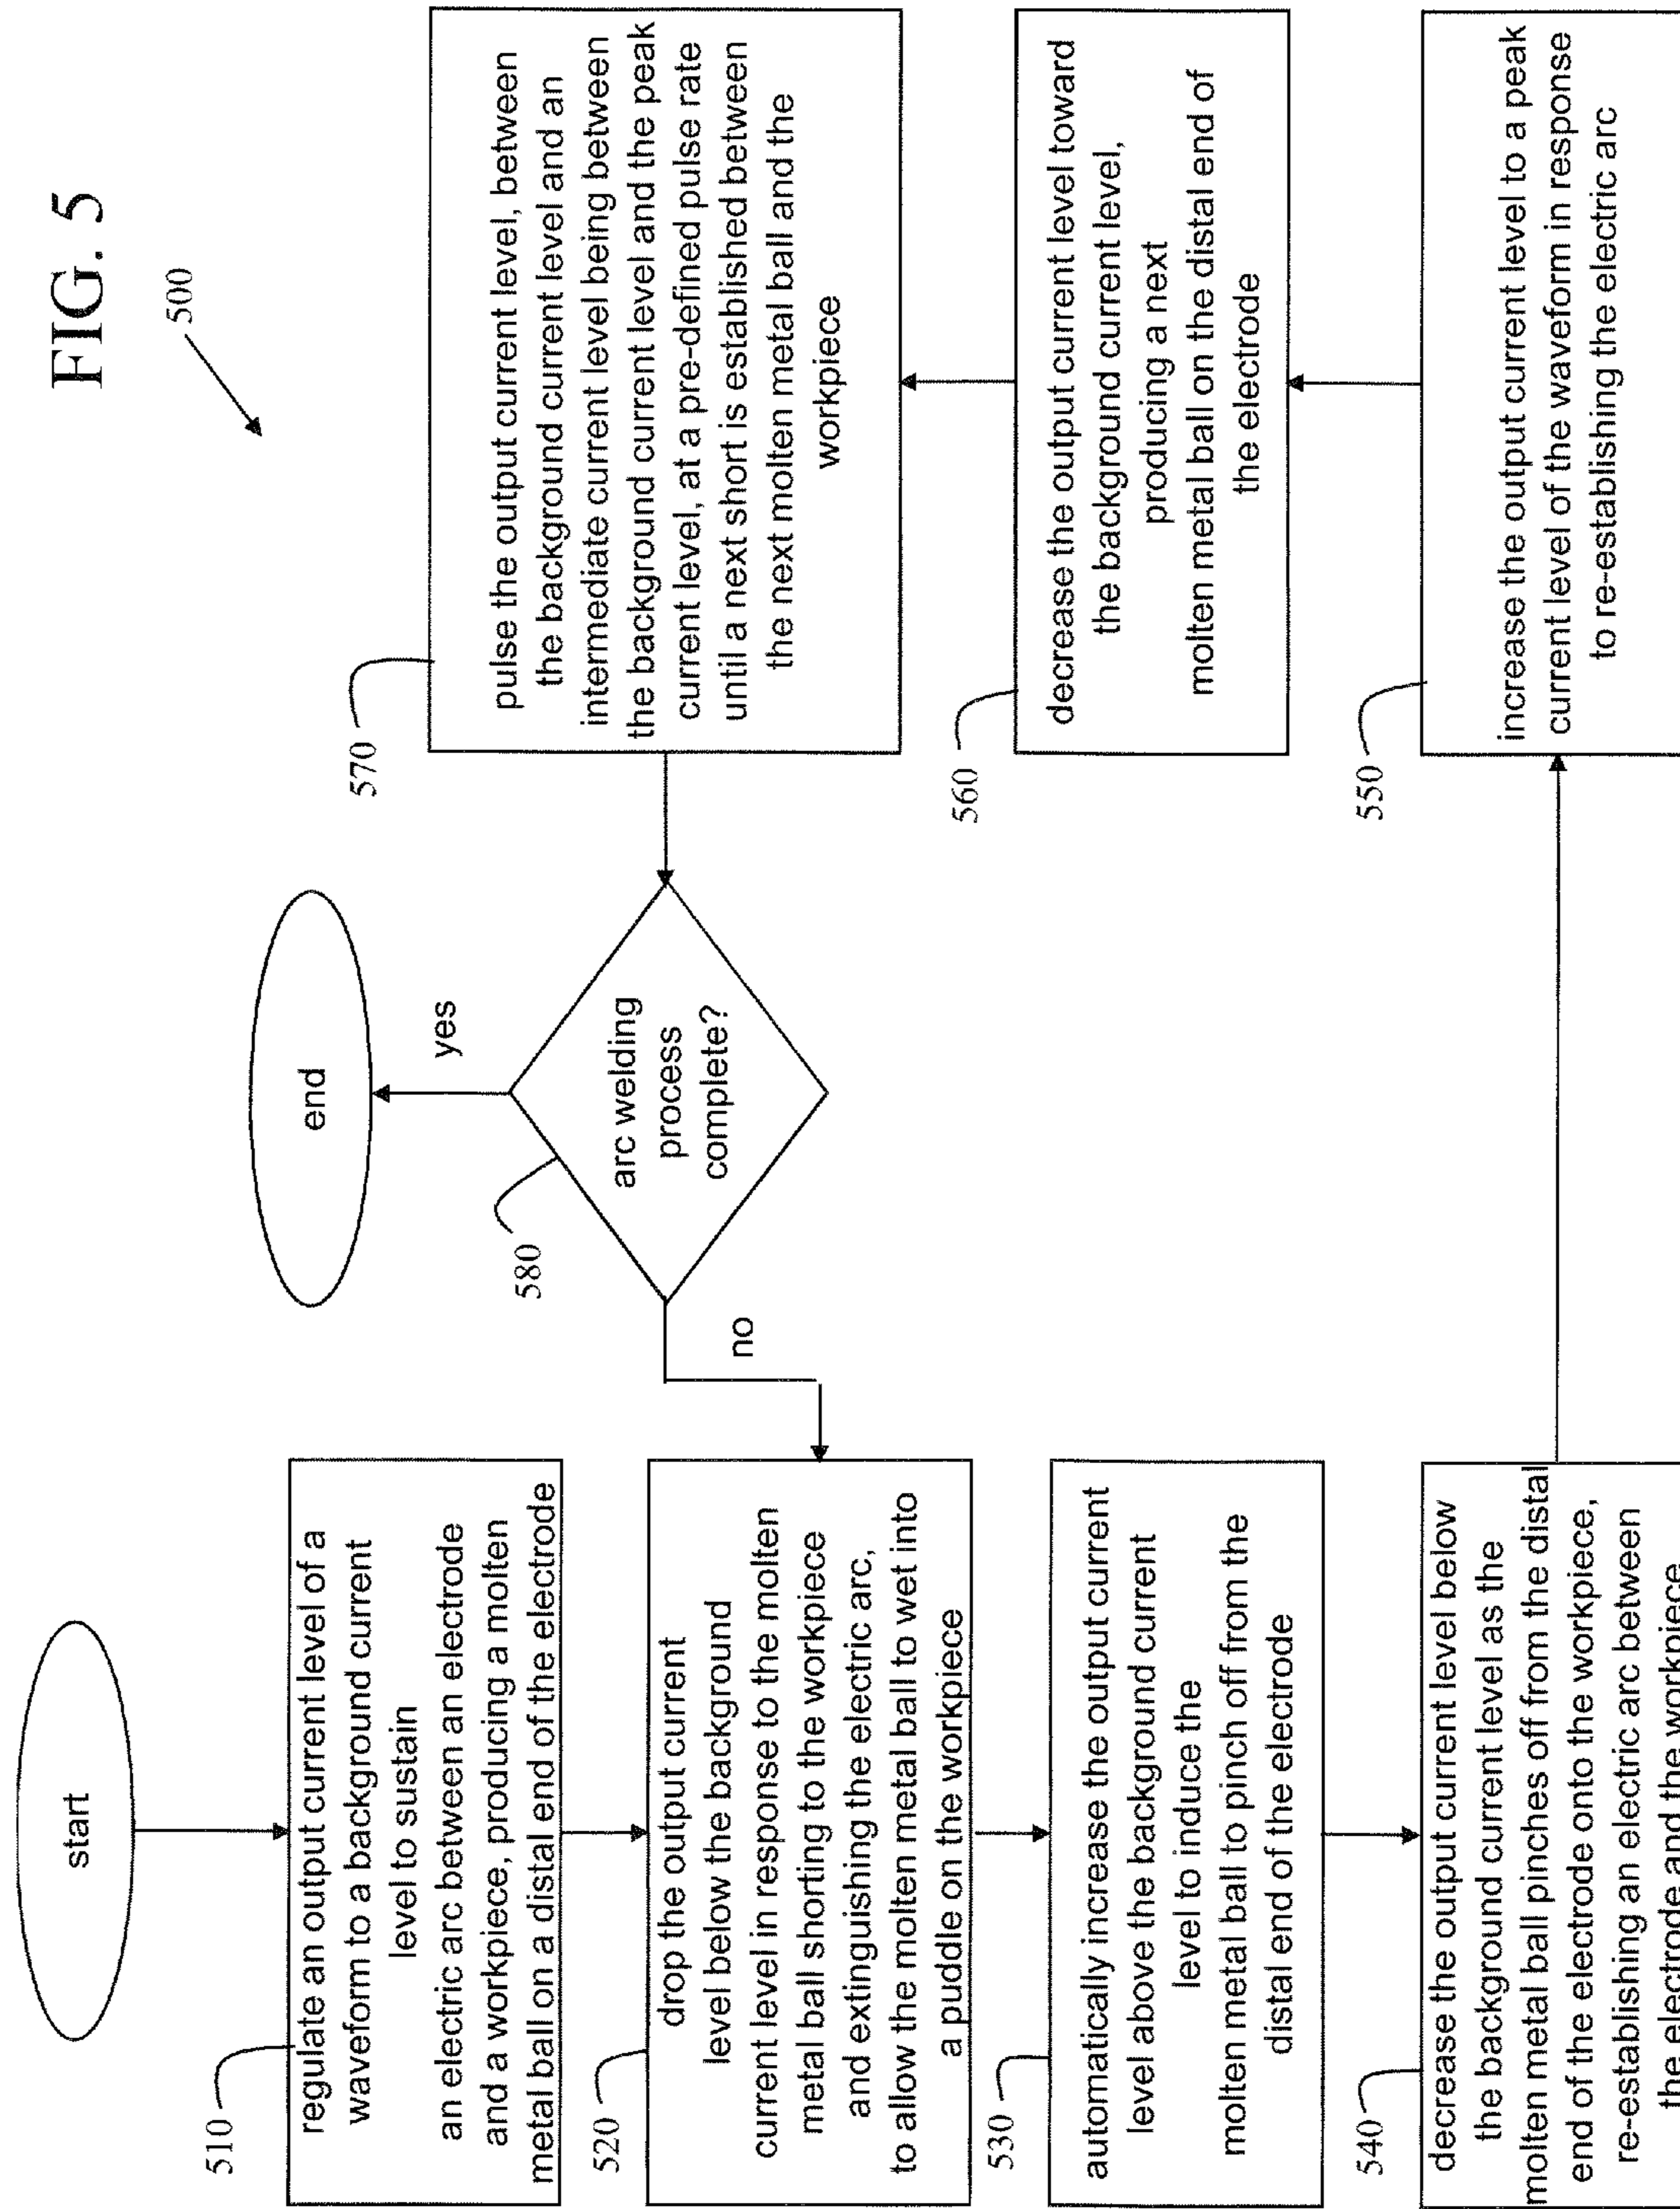 FIG. 5
500
start
510
regulate an output current level of a
waveform to a background current
level to sustain
an electric arc between an electrode
and a workpiece, producing a molten
metal ball on a distal end of the electrode
520
drop the output current
level below the background
current level in response to the molten
metal ball shorting to the workpiece
and extinguishing the electric arc,
to allow the molten metal ball to wet into
a puddle on the workpiece
530
automatically increase the output current
level above the background current
level to induce the
molten metal ball to pinch off from the
distal end of the electrode
540
decrease the output current level below
the background current level as the
molten metal ball pinches off from the distal
end of the electrode onto the workpiece,
re-establishing an electric arc between
the electrode and the workpiece
550
increase the output current level to a peak
current level of the waveform in response
to re-establishing the electric arc
560
decrease the output current level toward
the background current level,
producing a next
molten metal ball on the distal end of
the electrode
570
pulse the output current level, between
the background current level and an
intermediate current level being between
the background current level and the peak
current level, at a pre-defined pulse rate
until a next short is established between
the next molten metal ball and the
workpiece
580
arc welding
process
complete?
yes
no
end